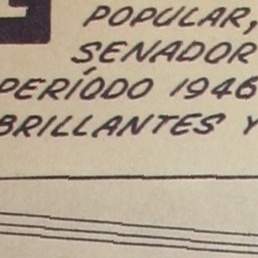 POPULAR,
SENADOR
PERÍODO 1946
BRILLANTES Y